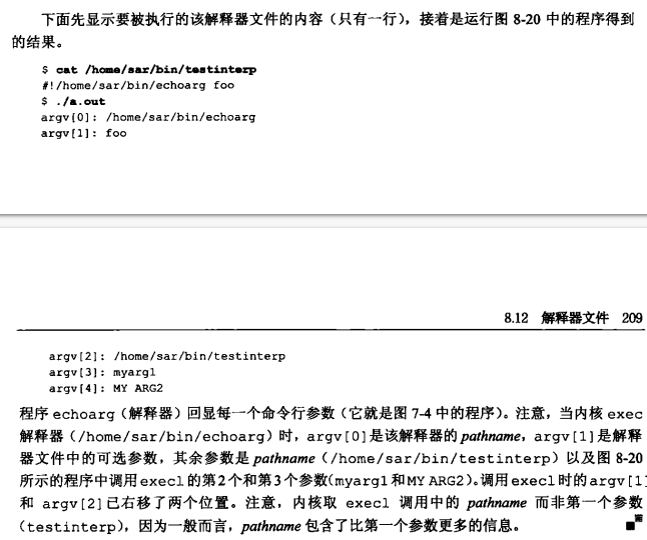 下面先显示要被执行的该解释器文件的内容（只有一行），接着是运行图 8-20 中的程序得到
的结果。
$ cat /home/sar/bin/testinterp
#!/home/sar/bin/echoarg foo
$ ./a.out
argv[0]: /home/sar/bin/echoarg
argv[1]: foo
8.12 解释器文件 209
argv[2]: /home/sar/bin/testinterp
argv[3]: myarg1
argv[4]: MY ARG2
程序 echoarg（解释器）回显每一个命令行参数（它就是图 7-4 中的程序）。注意，当内核 exec
解释器（/home/sar/bin/echoarg）时，argv[0]是该解释器的 pathname，argv[1]是解释
器文件中的可选参数，其余参数是 pathname（/home/sar/bin/testinterp）以及图 8-20
所示的程序中调用 execl 的第 2 个和第 3 个参数(myarg1 和 MY ARG2)。调用 execl 时的 argv[1]
和 argv[2]已右移了两个位置。注意，内核取 execl 调用中的 pathname 而非第一个参数
（testinterp），因为一般而言，pathname 包含了比第一个参数更多的信息。